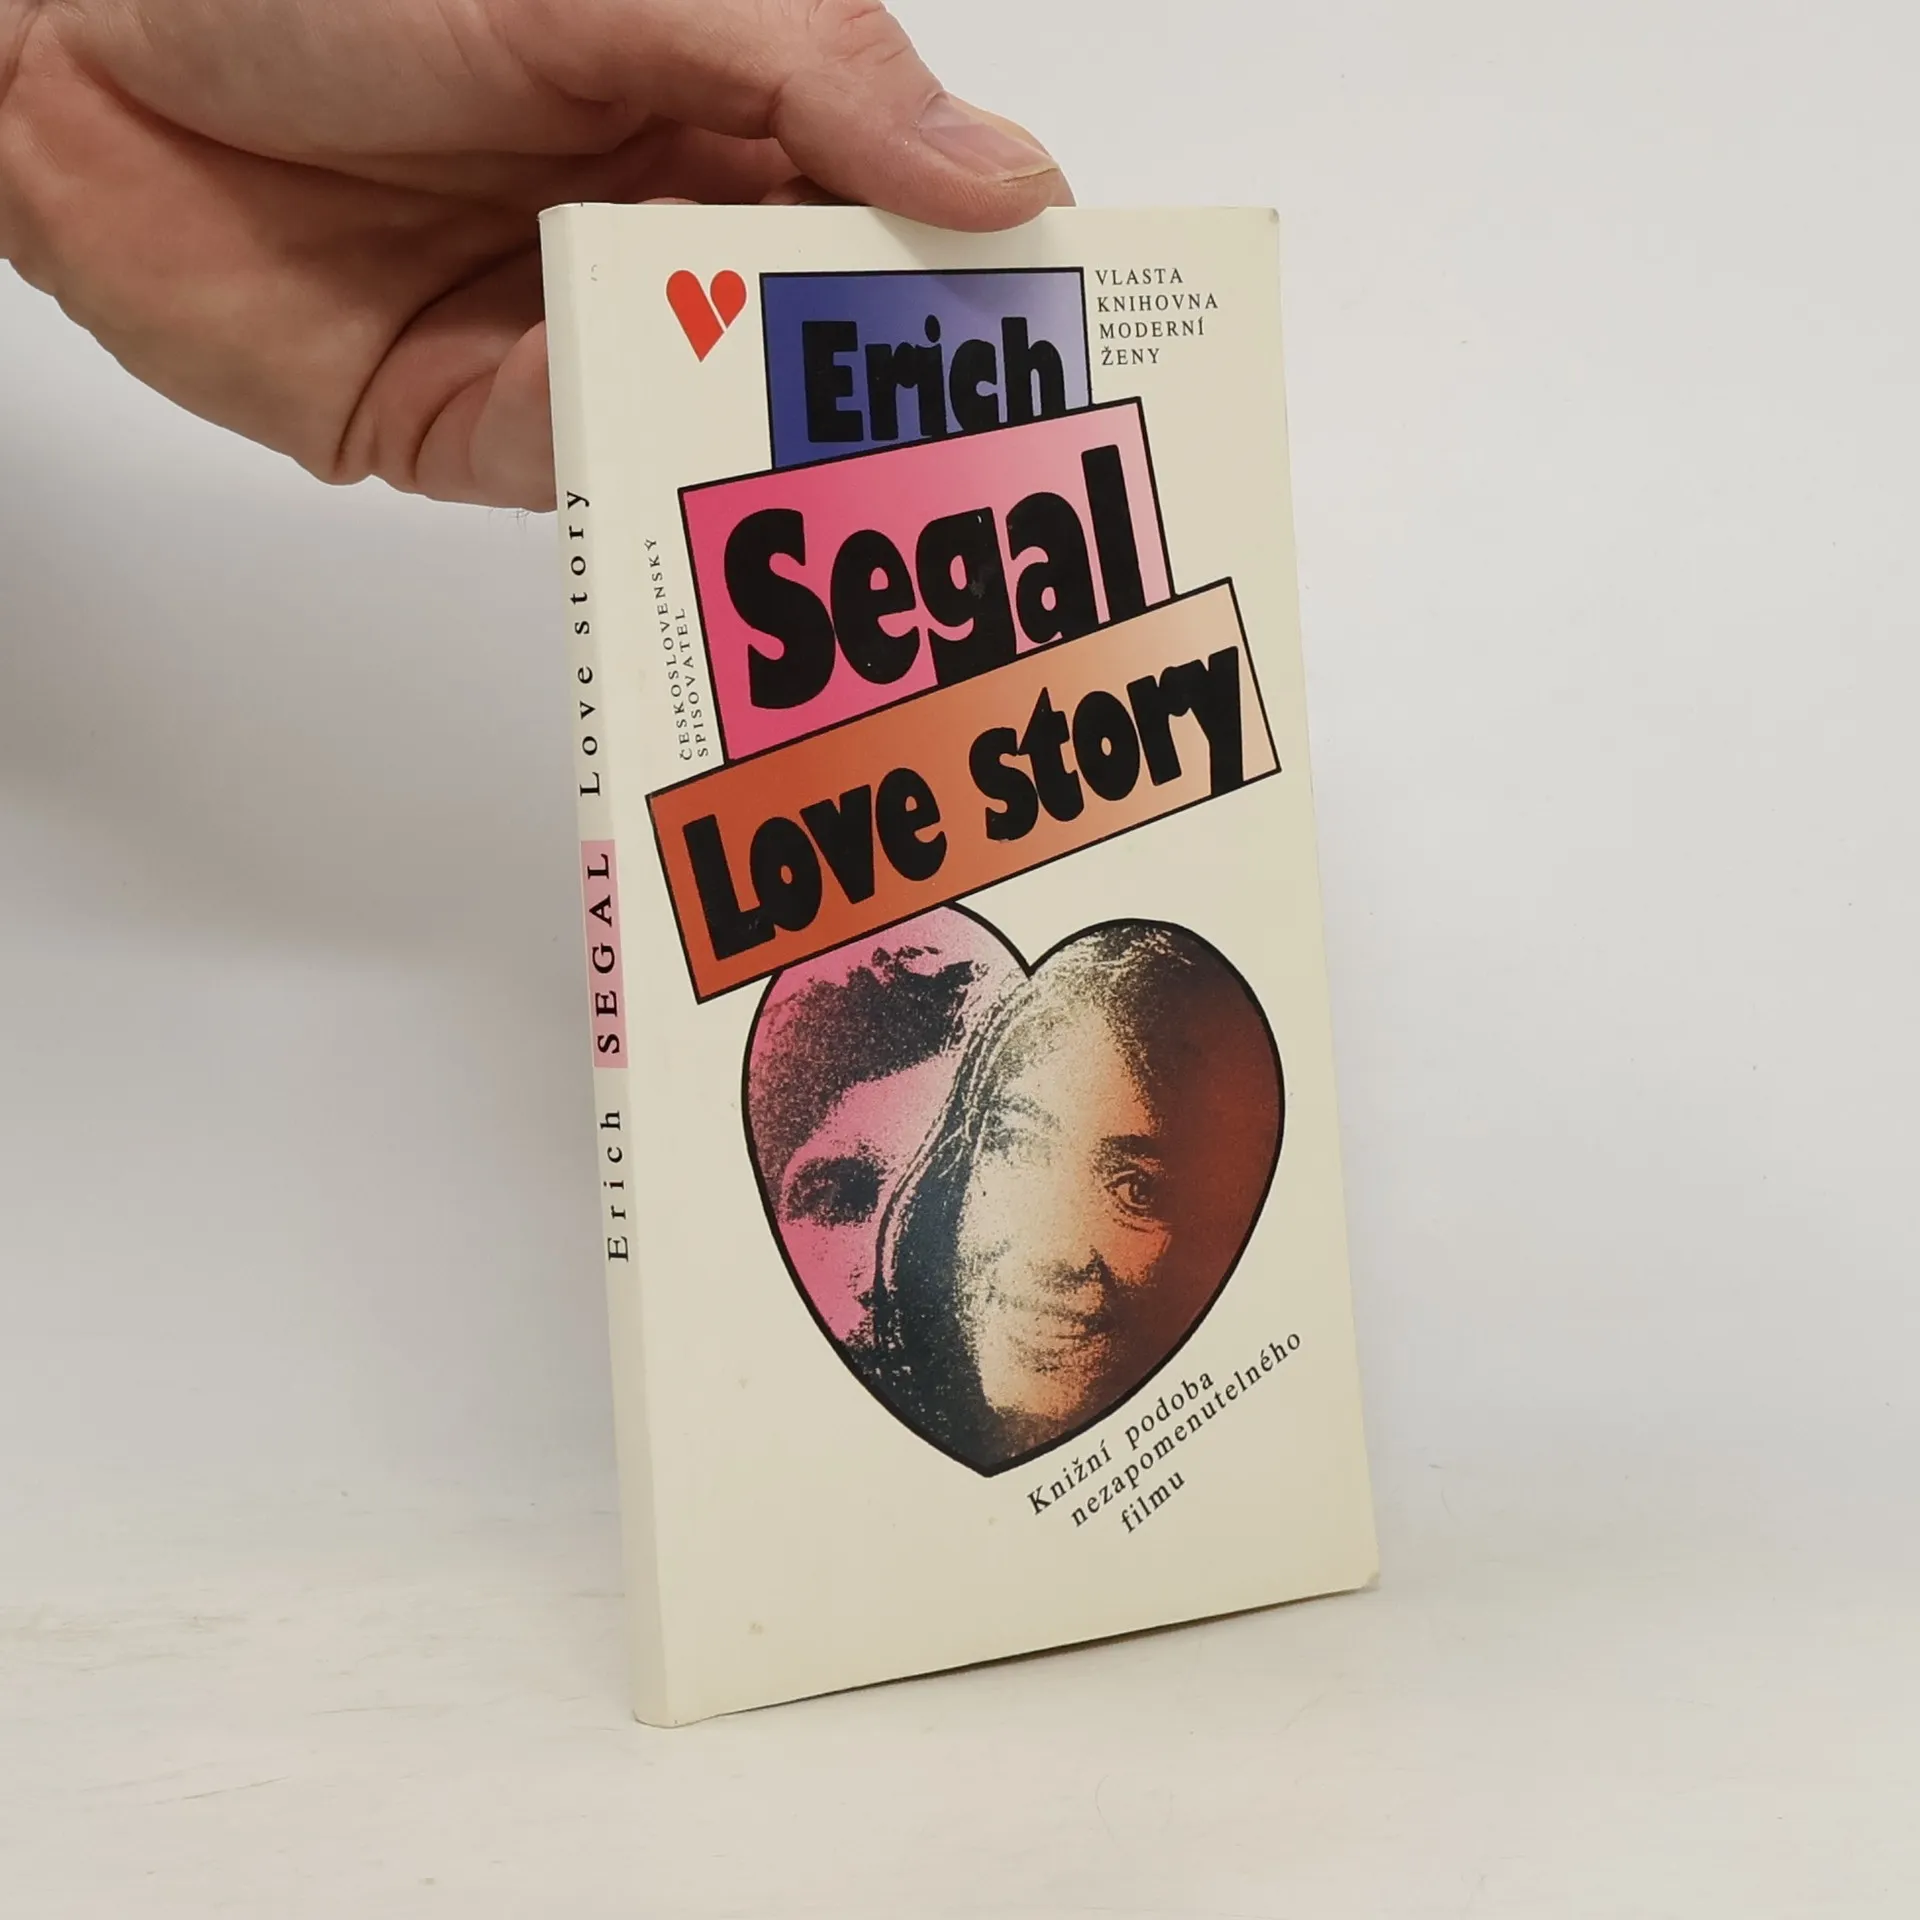 VLASTA
KNIHOVNA
MODERNÍ
ŽENY
Erich
Segal
Love story
ČESKOSLOVENSKÝ
SPISOVATEL
Knižní podoba
nezapomenutelného
filmu
Erich SEGAL Love story